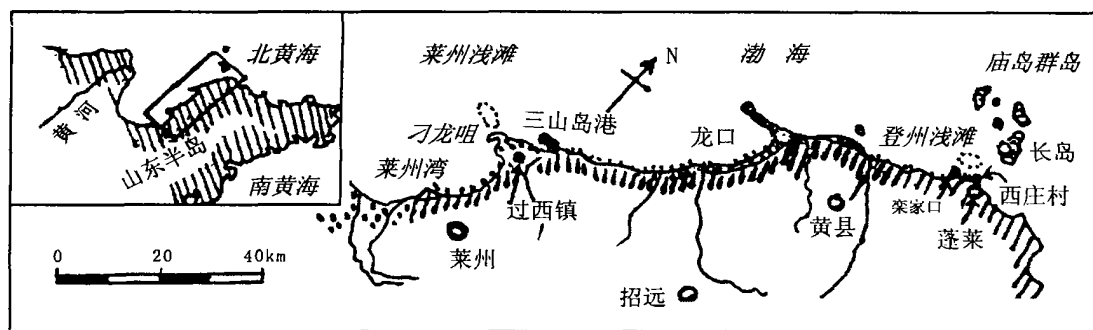 北黄海
黄河
山东半岛
南黄海
0 20 40km
莱州浅滩
N
渤海
庙岛群岛
刁龙咀
三山岛港
龙口
登州浅滩
长岛
莱州湾
过西镇
莱州
招远
黄县
栾家口
西庄村
蓬莱